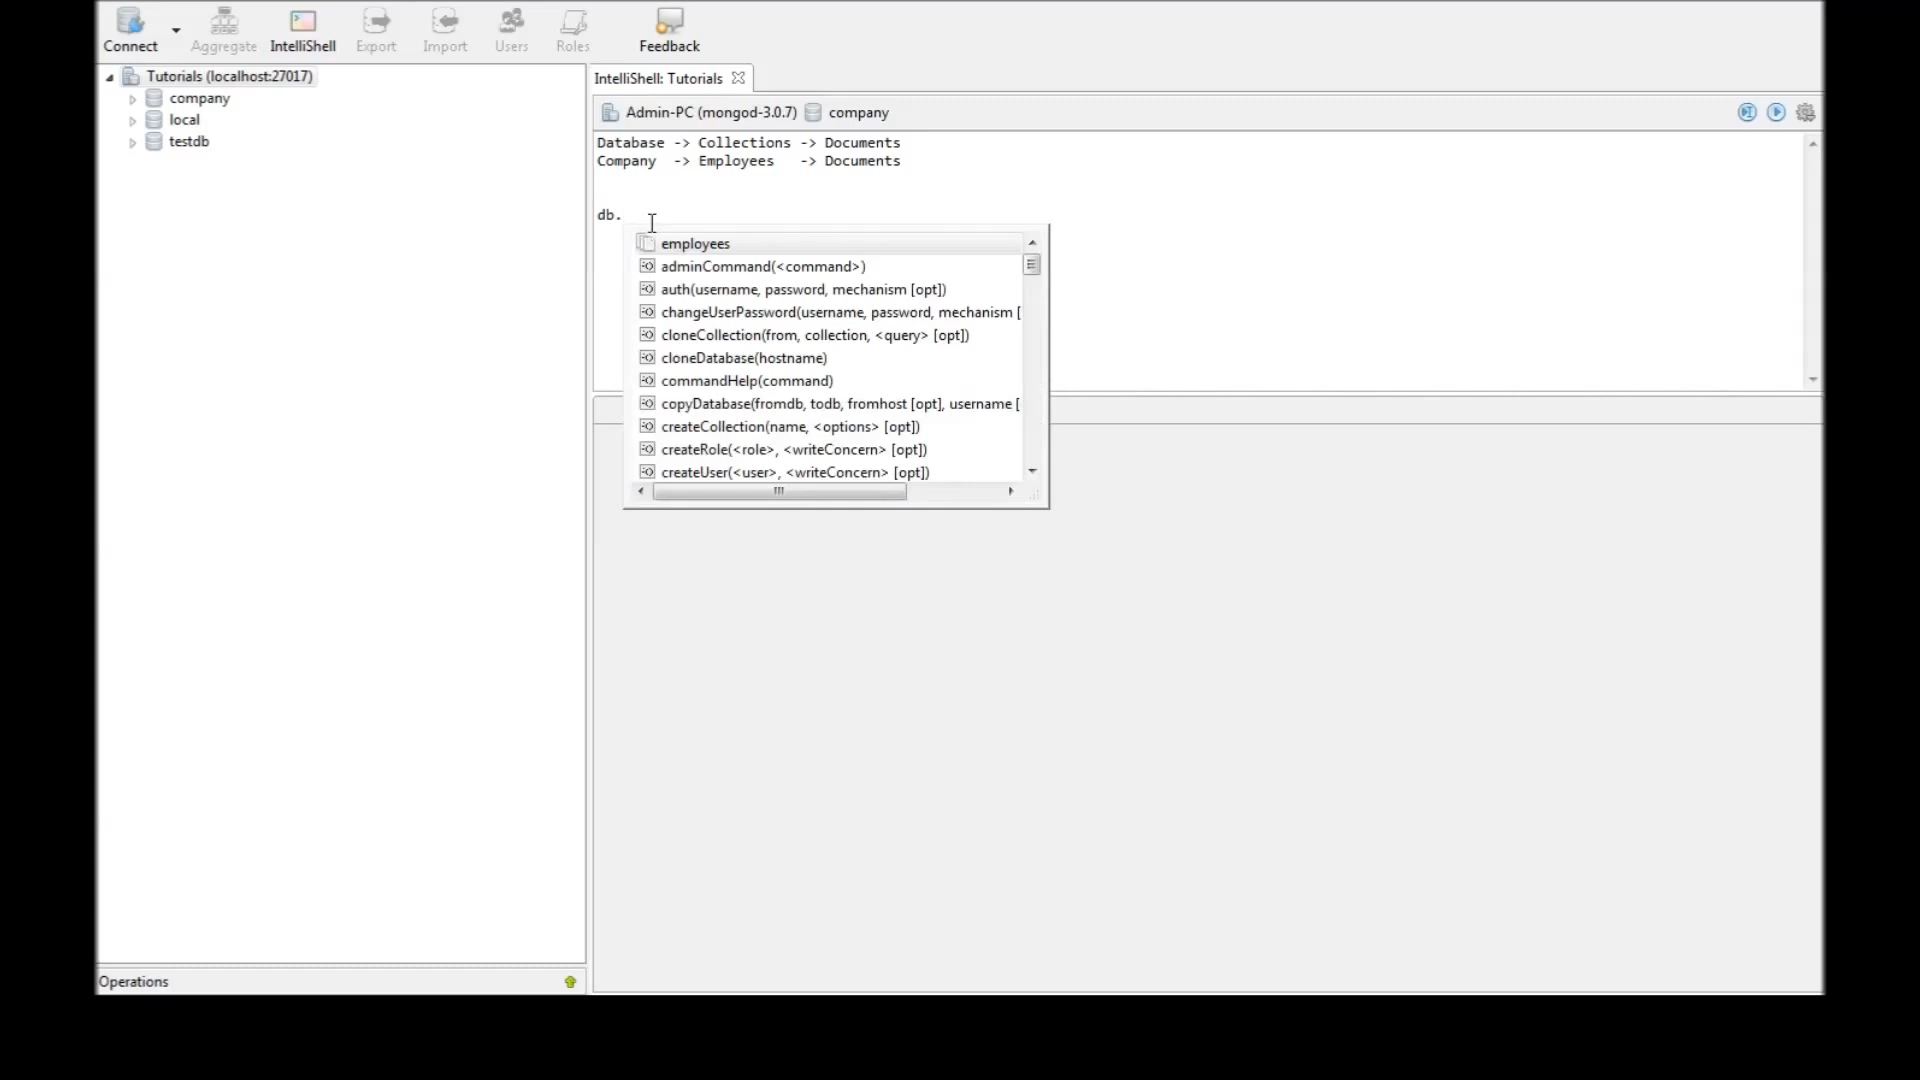 Connect Aggregate IntelliShell Export Import Users Roles Feedback
Tutorials (localhost:27017)
company
local
testdb
Operations
IntelliShell: Tutorials
Admin-PC (mongod-3.0.7) company
Database -> Collections -> Documents
Company -> Employees -> Documents
db.
employees
adminCommand(<command>)
auth(username, password, mechanism [opt])
changeUserPassword(username, password, mechanism [
cloneCollection(from, collection, <query> [opt])
cloneDatabase(hostname)
commandHelp(command)
copyDatabase(fromdb, todb, fromhost [opt], username [
createCollection(name, <options> [opt])
createRole(<role>, <writeConcern> [opt])
createUser(<user>, <writeConcern> [opt])